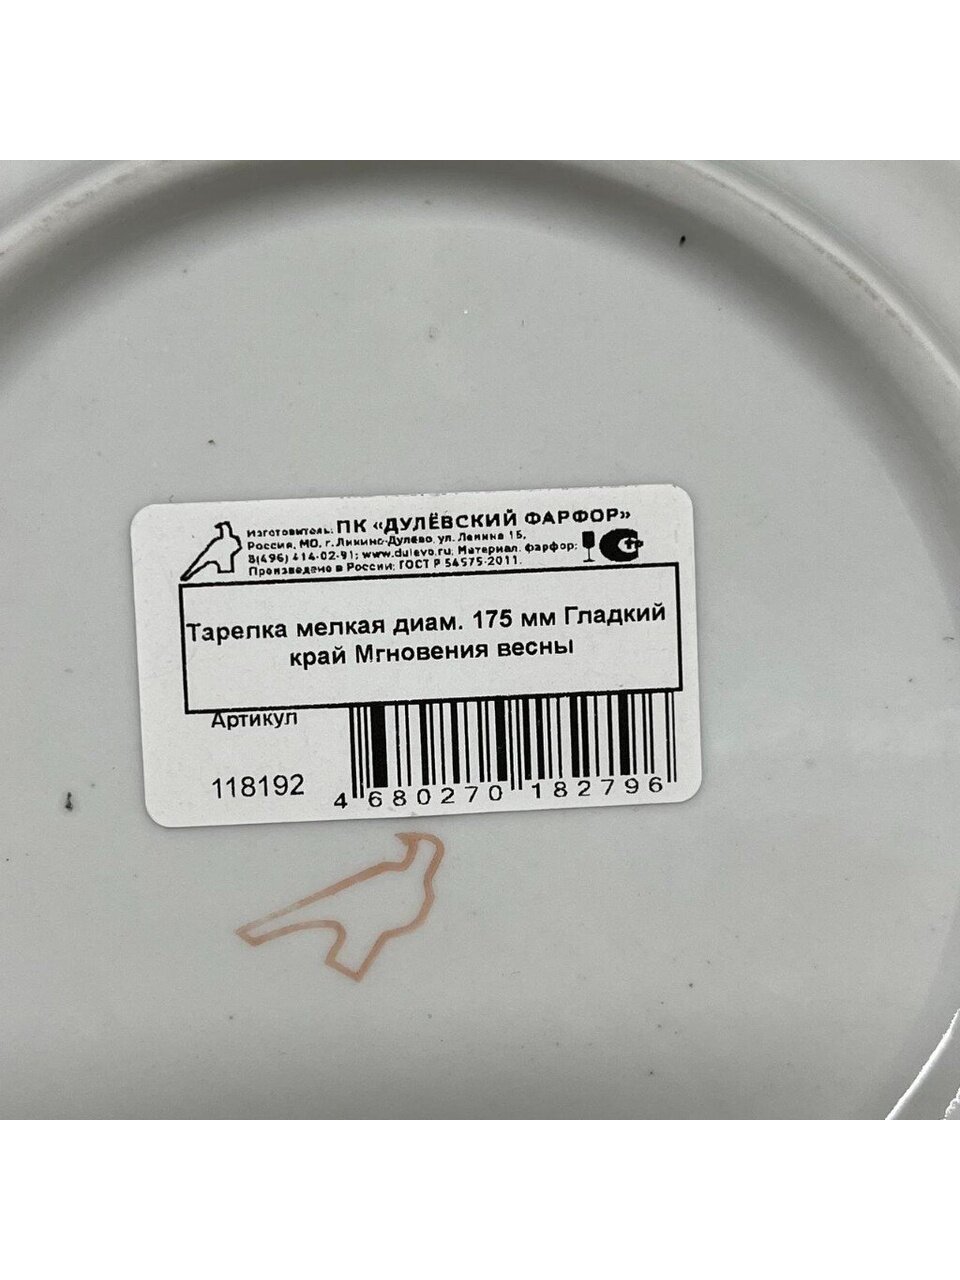 Изготовитель: ПК «ДУЛЁВСКИЙ ФАРФОР»
Россия, МО, г. Ликино-Дулево, ул. Ленина 15,
8(496) 414-02-91; www.dulevo.ru; Материал: фарфор;
Произведено в России; ГОСТ Р 54575-2011.
Тарелка мелкая диам. 175 мм Гладкий
край Мгновения весны
Артикул
118192
4 680270 182796